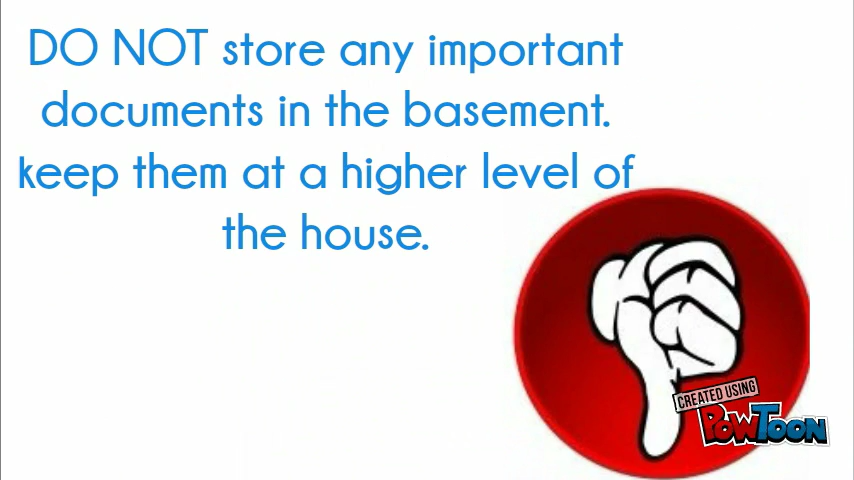 DO NOT store any important
documents in the basement.
keep them at a higher level of
the house.
CREATED USING
POWTOON